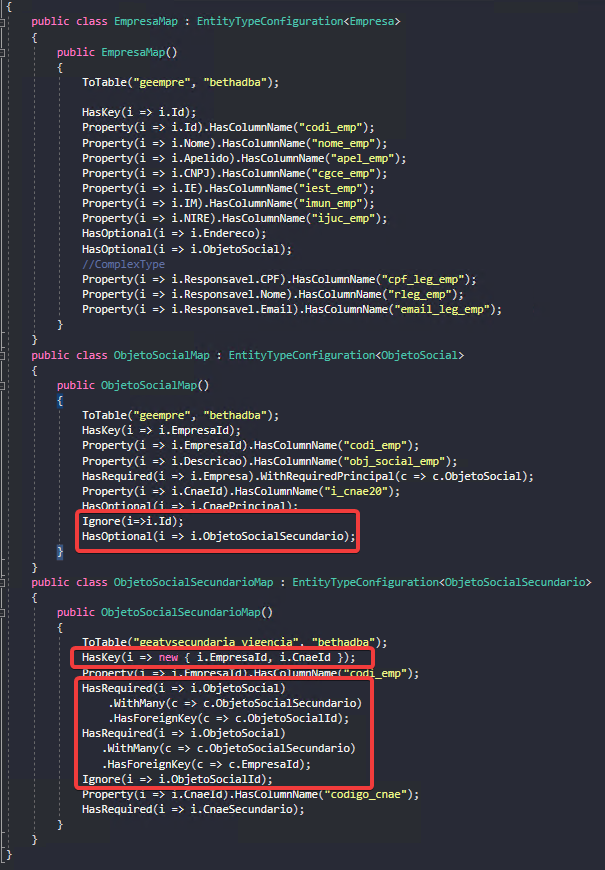 {
public class EmpresaMap : EntityTypeConfiguration<Empresa>
{
public EmpresaMap()
{
ToTable("geempre", "bethadba");
HasKey(i => i.Id);
Property(i => i.Id).HasColumnName("codi_emp");
Property(i => i.Nome).HasColumnName("nome_emp");
Property(i => i.Apelido).HasColumnName("apel_emp");
Property(i => i.CNPJ).HasColumnName("cgce_emp");
Property(i => i.IE).HasColumnName("iest_emp");
Property(i => i.IM).HasColumnName("imun_emp");
Property(i => i.NIRE).HasColumnName("ijuc_emp");
HasOptional(i => i.Endereco);
HasOptional(i => i.ObjetoSocial);
//ComplexType
Property(i => i.Responsavel.CPF).HasColumnName("cpf_leg_emp");
Property(i => i.Responsavel.Nome).HasColumnName("rleg_emp");
Property(i => i.Responsavel.Email).HasColumnName("email_leg_emp");
}
}
public class ObjetoSocialMap : EntityTypeConfiguration<ObjetoSocial>
{
public ObjetoSocialMap()
{
ToTable("geempre", "bethadba");
HasKey(i => i.EmpresaId);
Property(i => i.EmpresaId).HasColumnName("codi_emp");
Property(i => i.Descricao).HasColumnName("obj_social_emp");
HasRequired(i => i.Empresa).WithRequiredPrincipal(c => c.ObjetoSocial);
Property(i => i.CnaeId).HasColumnName("i_cnae20");
HasOptional(i => i.CnaePrincipal);
Ignore(i=>i.Id);
HasOptional(i => i.ObjetoSocialSecundario);
}
}
public class ObjetoSocialSecundarioMap : EntityTypeConfiguration<ObjetoSocialSecundario>
{
public ObjetoSocialSecundarioMap()
{
ToTable("geatvsecundaria_vigencia", "bethadba");
HasKey(i => new { i.EmpresaId, i.CnaeId });
Property(i => i.EmpresaId).HasColumnName("codi_emp");
HasRequired(i => i.ObjetoSocial)
.WithMany(c => c.ObjetoSocialSecundario)
.HasForeignKey(c => c.ObjetoSocialId);
HasRequired(i => i.ObjetoSocial)
.WithMany(c => c.ObjetoSocialSecundario)
.HasForeignKey(c => c.EmpresaId);
Ignore(i => i.ObjetoSocialId);
Property(i => i.CnaeId).HasColumnName("codigo_cnae");
HasRequired(i => i.CnaeSecundario);
}
}
}